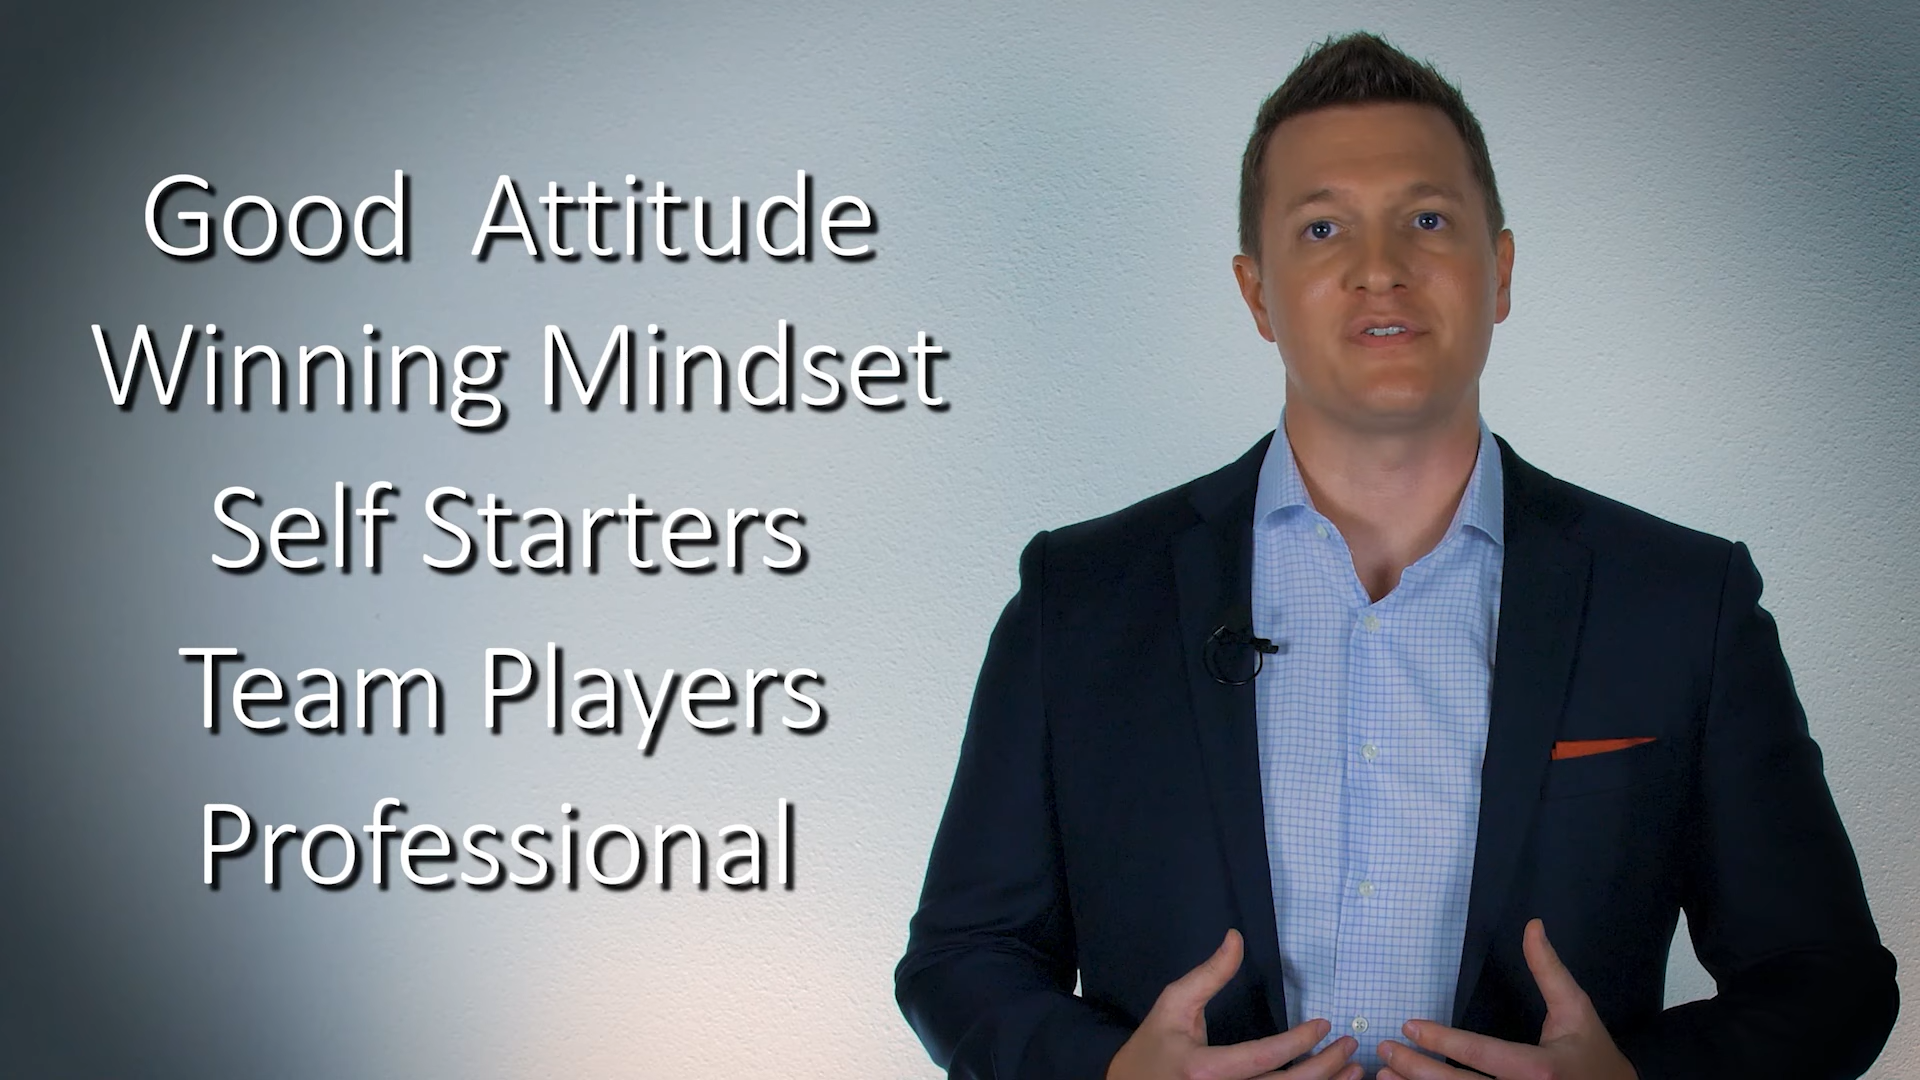 Good Attitude
Winning Mindset
Self Starters
Team Players
Professional